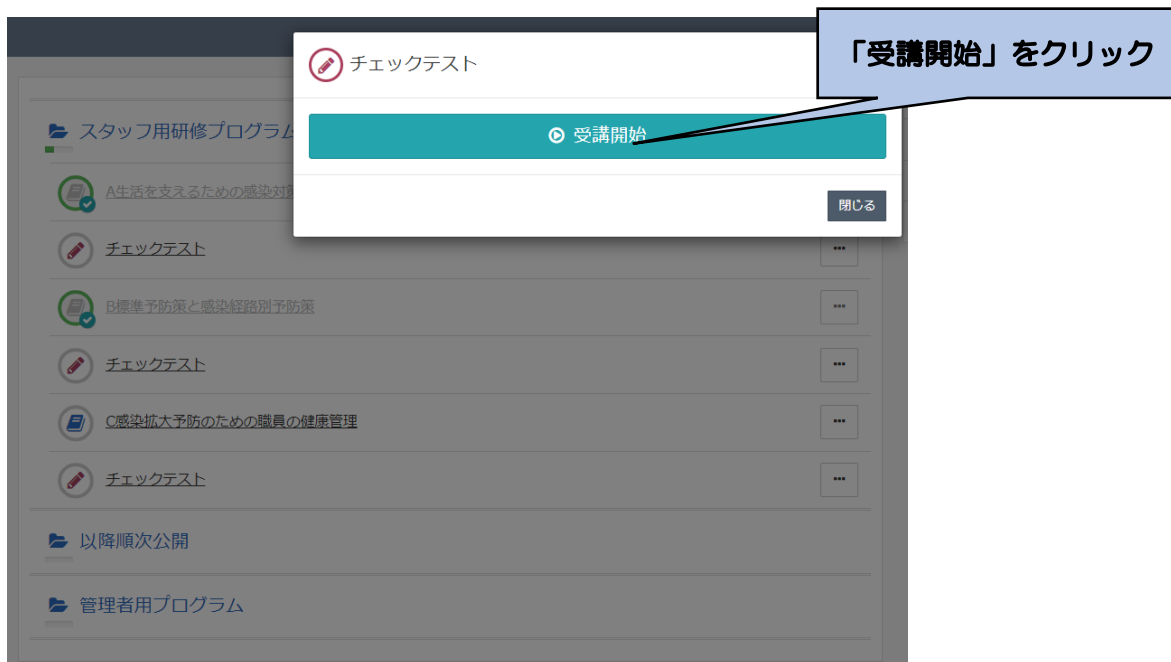 「受講開始」をクリック
チェックテスト
受講開始
閉じる
スタッフ用研修プログラム
A生活を支えるための感染対
チェックテスト
B標準予防策と感染経路別予防策
チェックテスト
C感染拡大予防のための職員の健康管理
チェックテスト
以降順次公開
管理者用プログラム